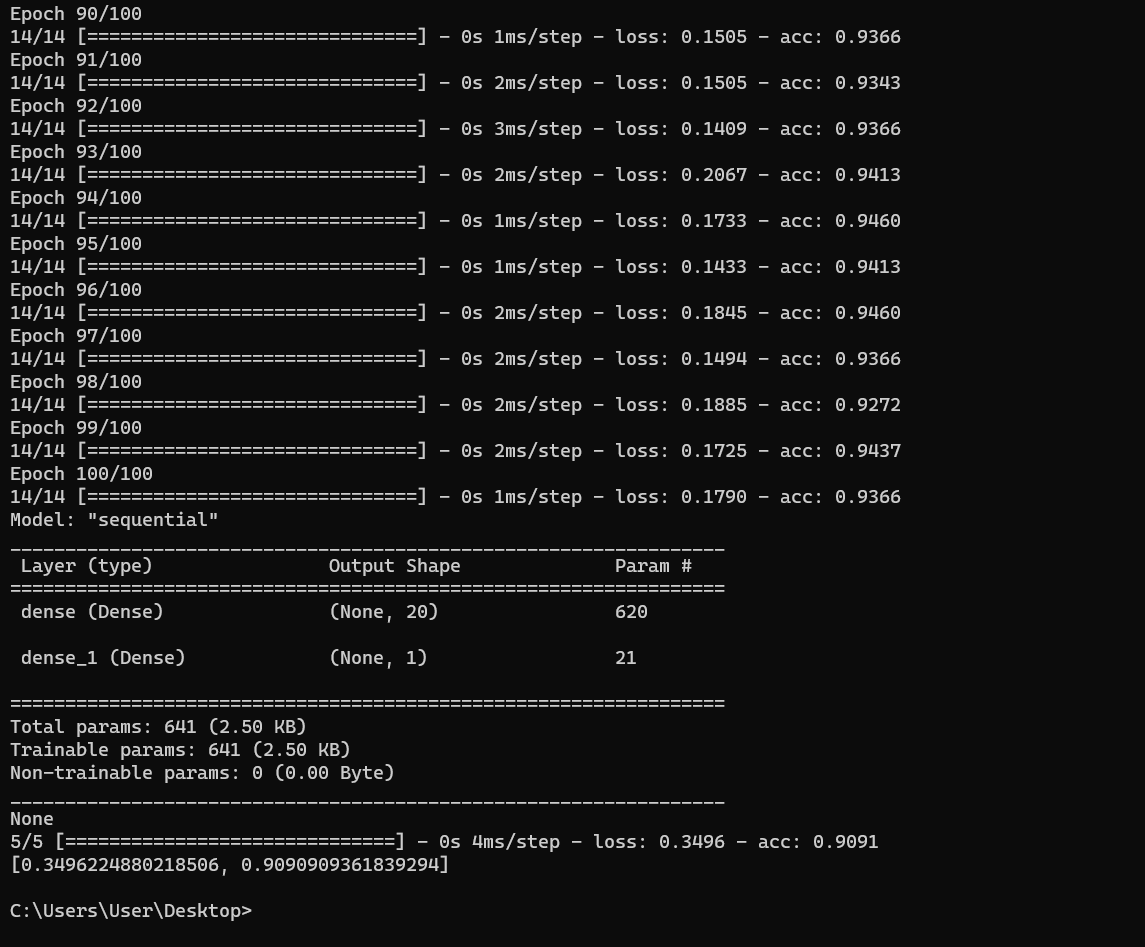 Epoch 90/100
14/14 [==============================] - 0s 1ms/step - loss: 0.1505 - acc: 0.9366
Epoch 91/100
14/14 [==============================] - 0s 2ms/step - loss: 0.1505 - acc: 0.9343
Epoch 92/100
14/14 [==============================] - 0s 3ms/step - loss: 0.1409 - acc: 0.9366
Epoch 93/100
14/14 [==============================] - 0s 2ms/step - loss: 0.2067 - acc: 0.9413
Epoch 94/100
14/14 [==============================] - 0s 1ms/step - loss: 0.1733 - acc: 0.9460
Epoch 95/100
14/14 [==============================] - 0s 1ms/step - loss: 0.1433 - acc: 0.9413
Epoch 96/100
14/14 [==============================] - 0s 2ms/step - loss: 0.1845 - acc: 0.9460
Epoch 97/100
14/14 [==============================] - 0s 2ms/step - loss: 0.1494 - acc: 0.9366
Epoch 98/100
14/14 [==============================] - 0s 2ms/step - loss: 0.1885 - acc: 0.9272
Epoch 99/100
14/14 [==============================] - 0s 2ms/step - loss: 0.1725 - acc: 0.9437
Epoch 100/100
14/14 [==============================] - 0s 1ms/step - loss: 0.1790 - acc: 0.9366
Model: "sequential"
_________________________________________________________________
 Layer (type)                Output Shape              Param #
=================================================================
 dense (Dense)               (None, 20)                620

 dense_1 (Dense)             (None, 1)                 21

=================================================================
Total params: 641 (2.50 KB)
Trainable params: 641 (2.50 KB)
Non-trainable params: 0 (0.00 Byte)
_________________________________________________________________
None
5/5 [==============================] - 0s 4ms/step - loss: 0.3496 - acc: 0.9091
[0.3496224880218506, 0.9090909361839294]

C:\Users\User\Desktop>